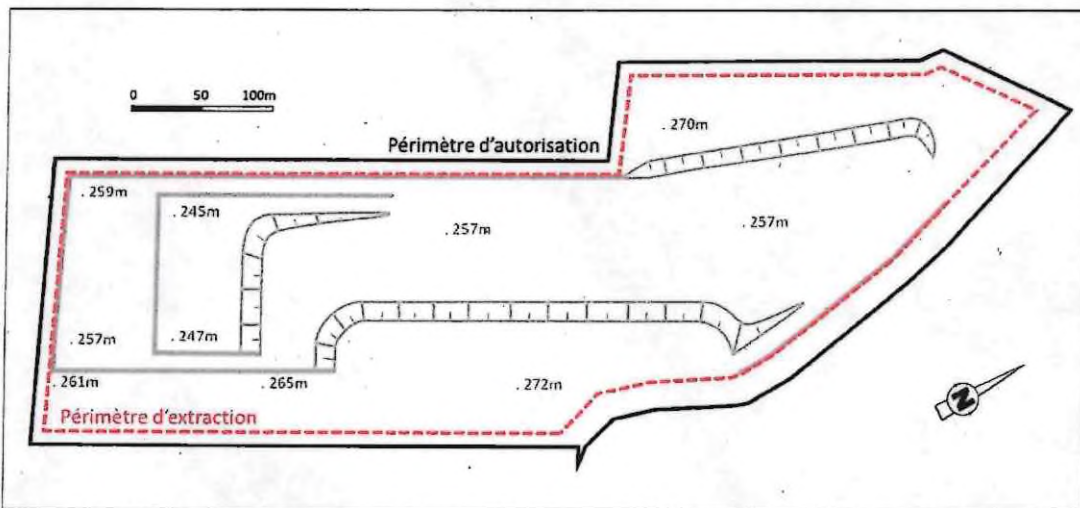 0 50 100m
.270m
Périmètre d'autorisation
.259m
.245m
.257m
.257m
.257m
.247m
.261m
.265m
.272m
Périmètre d'extraction
N